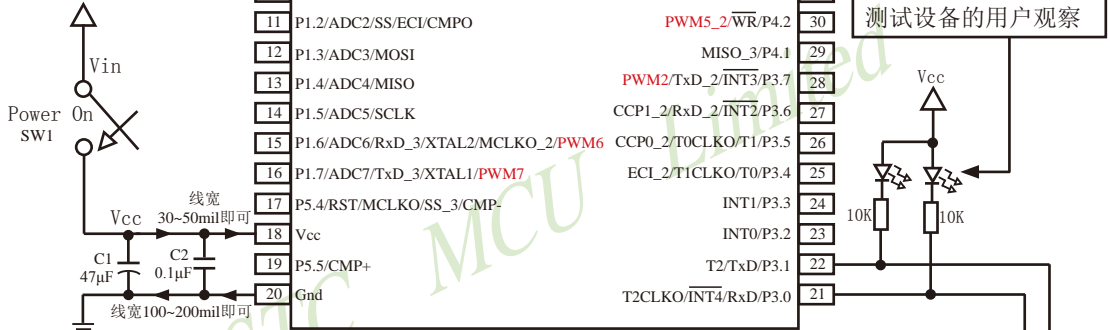 11 P1.2/ADC2/SS/ECI/CMPO
PWM5_2/WR/P4.2 30
测试设备的用户观察
12 P1.3/ADC3/MOSI
MISO_3/P4.1 29
Vin
13 P1.4/ADC4/MISO
PWM2/TxD_2/INT3/P3.7 28
Vcc
Power On
SW1
14 P1.5/ADC5/SCLK
CCP1_2/RxD_2/INT2/P3.6 27
15 P1.6/ADC6/RxD_3/XTAL2/MCLKO_2/PWM6
CCP0_2/T0CLKO/T1/P3.5 26
16 P1.7/ADC7/TxD_3/XTAL1/PWM7
ECI_2/T1CLKO/T0/P3.4 25
线宽
30~50mil即可
17 P5.4/RST/MCLKO/SS_3/CMP-
INT1/P3.3 24
10K
10K
Vcc
18 Vcc
INT0/P3.2 23
C1
47μF
C2
0.1μF
19 P5.5/CMP+
T2/TxD/P3.1 22
20 Gnd
T2CLKO/INT4/RxD/P3.0 21
线宽100~200mil即可
STC MCU Limited